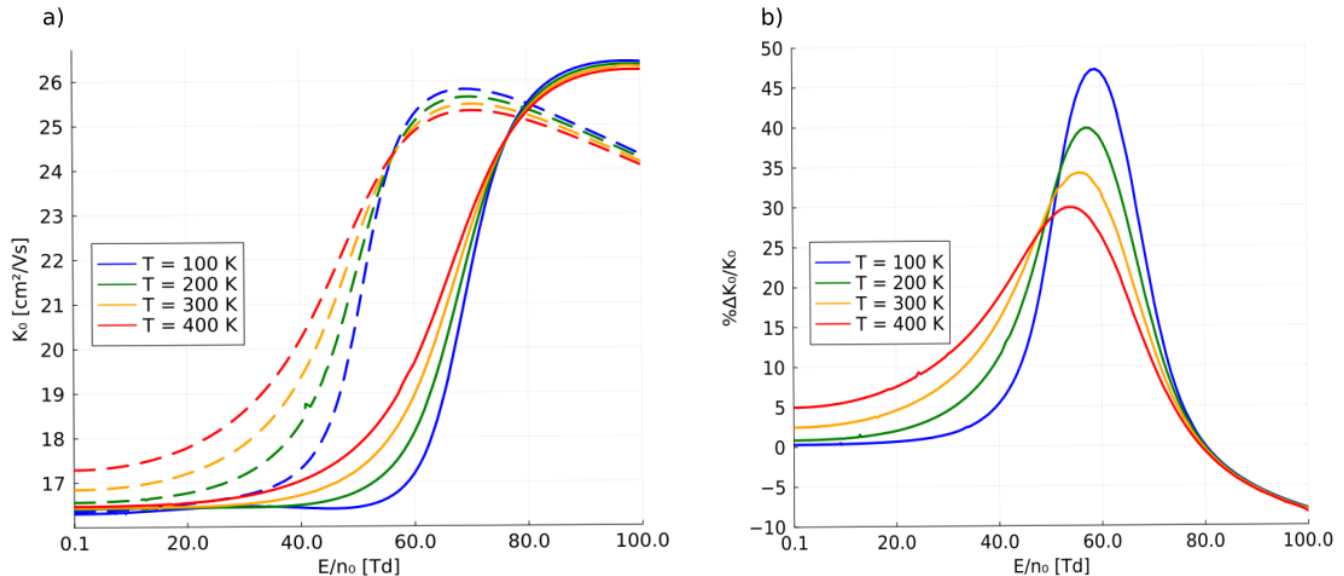 a)
26
25
24
23
22
21
20
19
18
17
K₀ [cm²/Vs]
T = 100 K
T = 200 K
T = 300 K
T = 400 K
0.1 20.0 40.0 60.0 80.0 100.0
E/n₀ [Td]
b)
50
45
40
35
30
25
20
15
10
5
0
−5
−10
%ΔK₀/K₀
T = 100 K
T = 200 K
T = 300 K
T = 400 K
0.1 20.0 40.0 60.0 80.0 100.0
E/n₀ [Td]